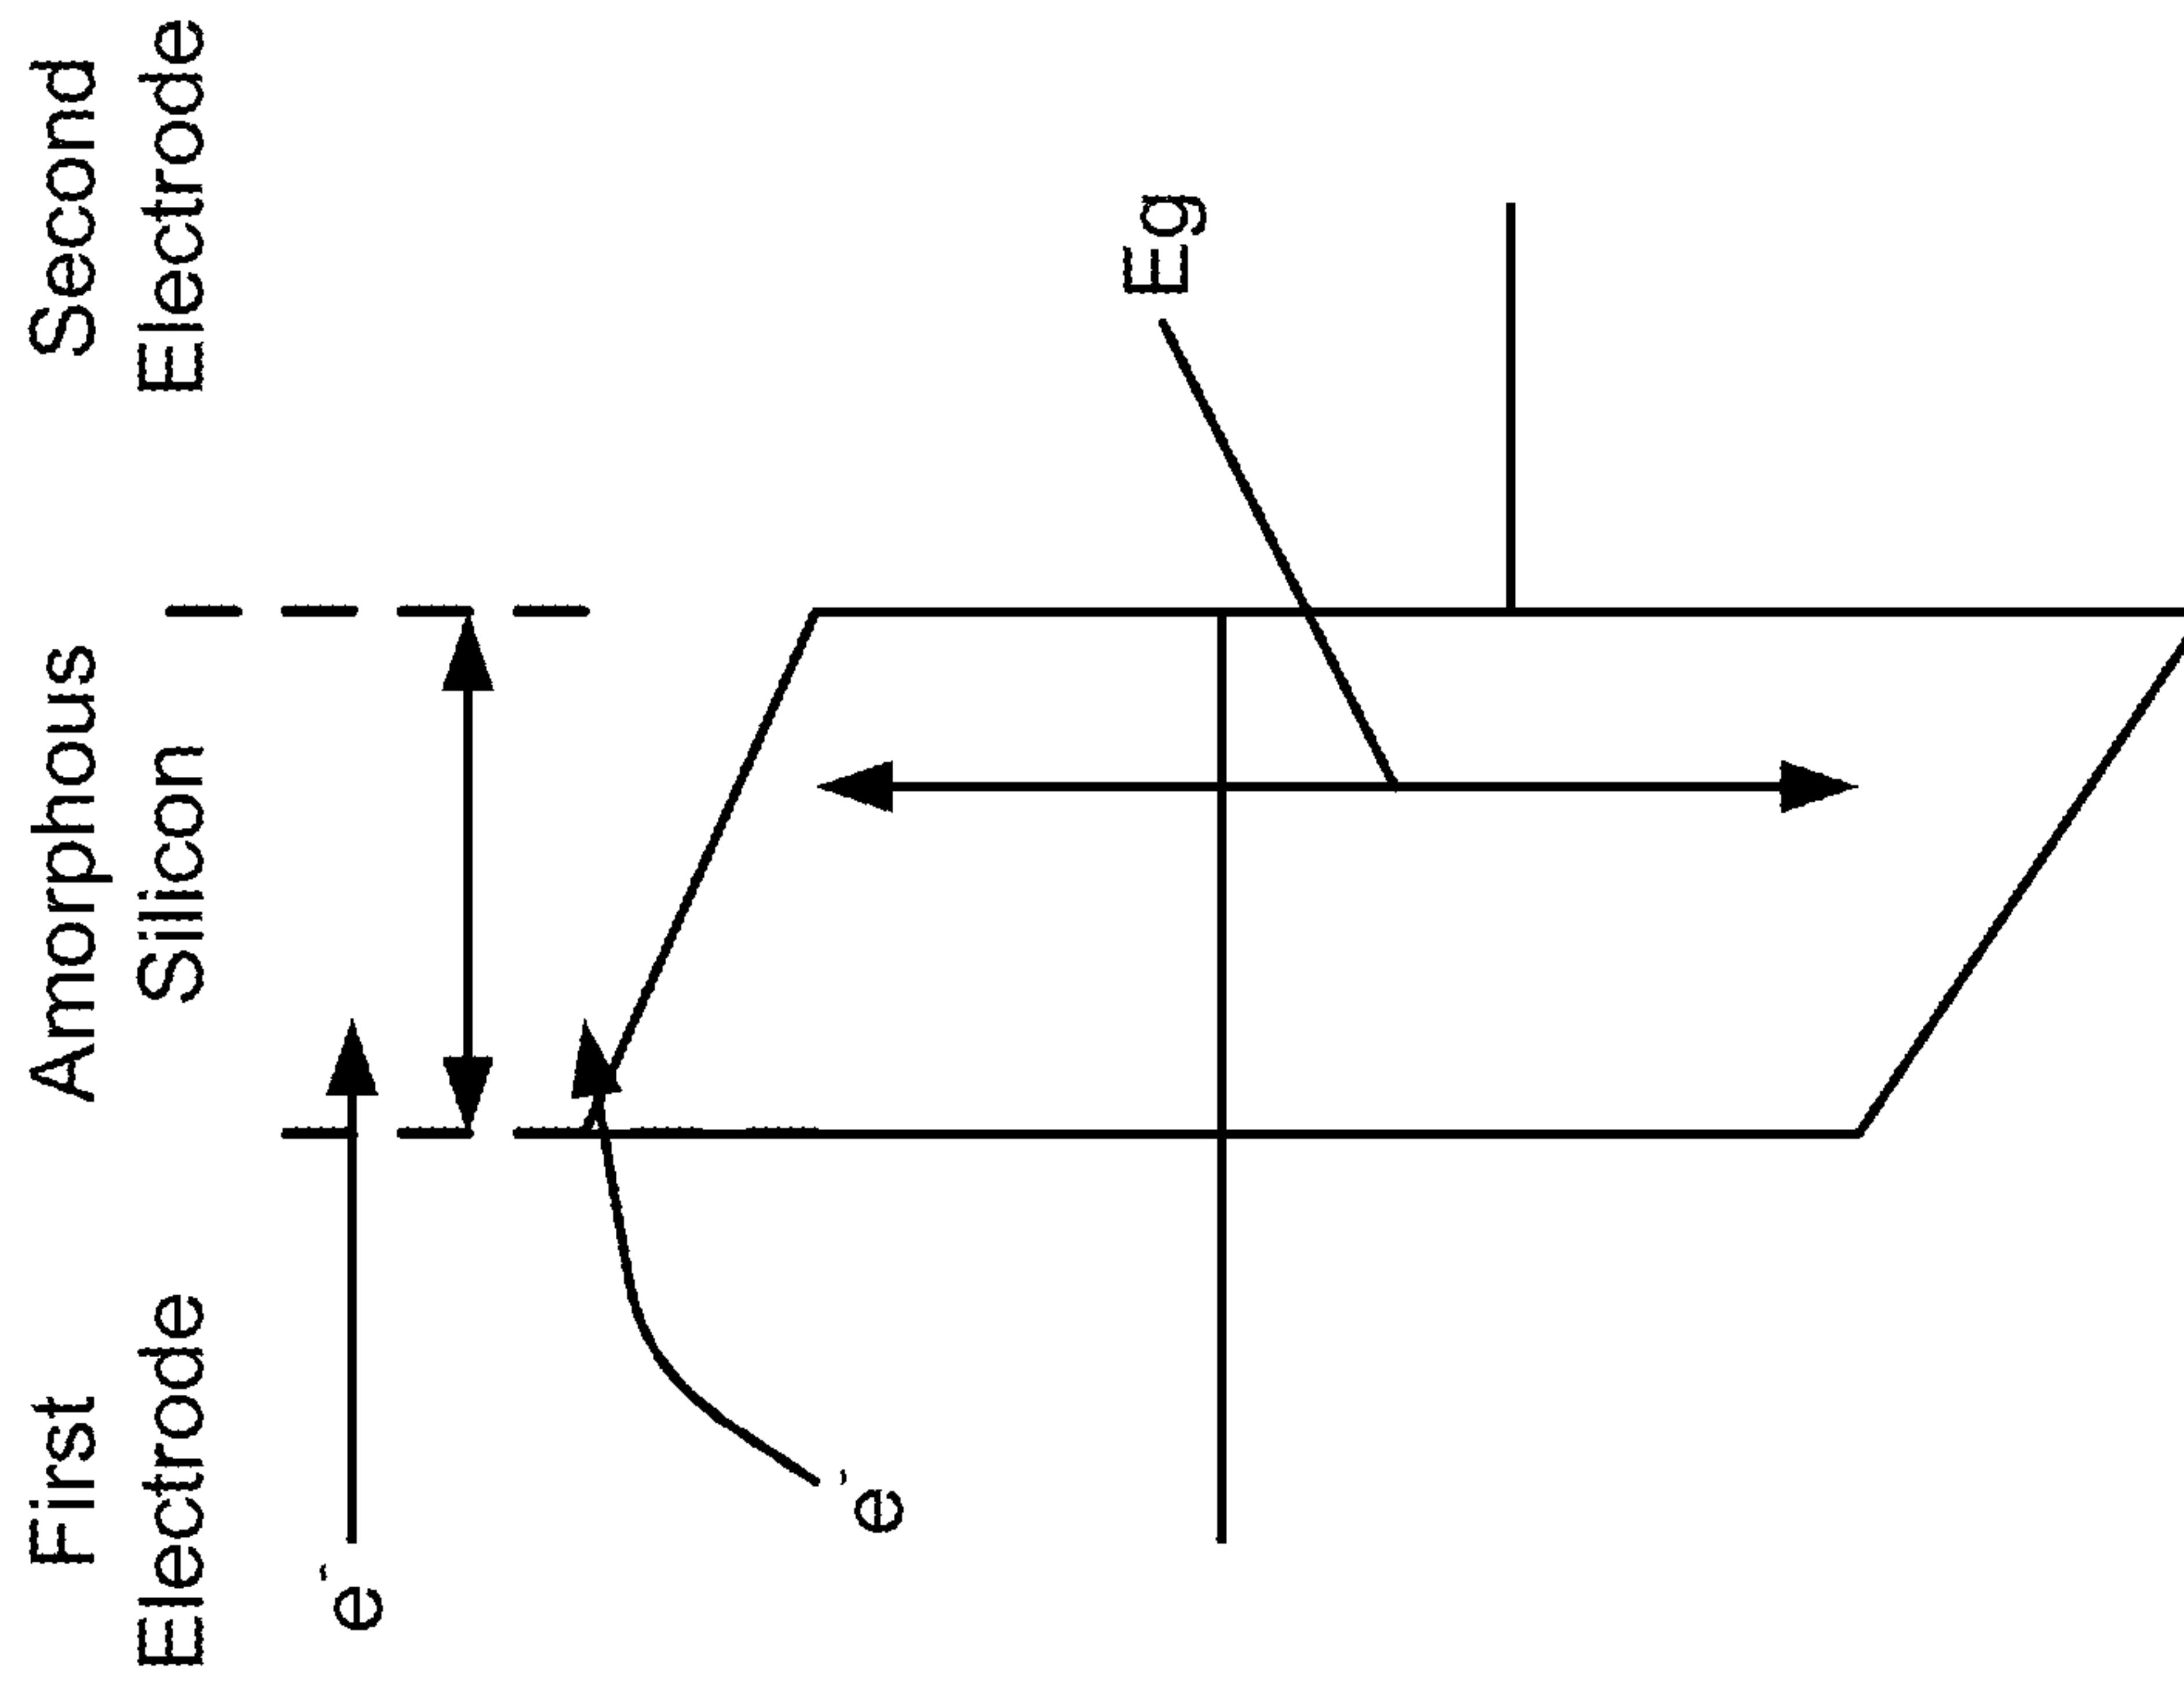 First
Electrode
Amorphous
Silicon
Second
Electrode
e-
e-
Eg